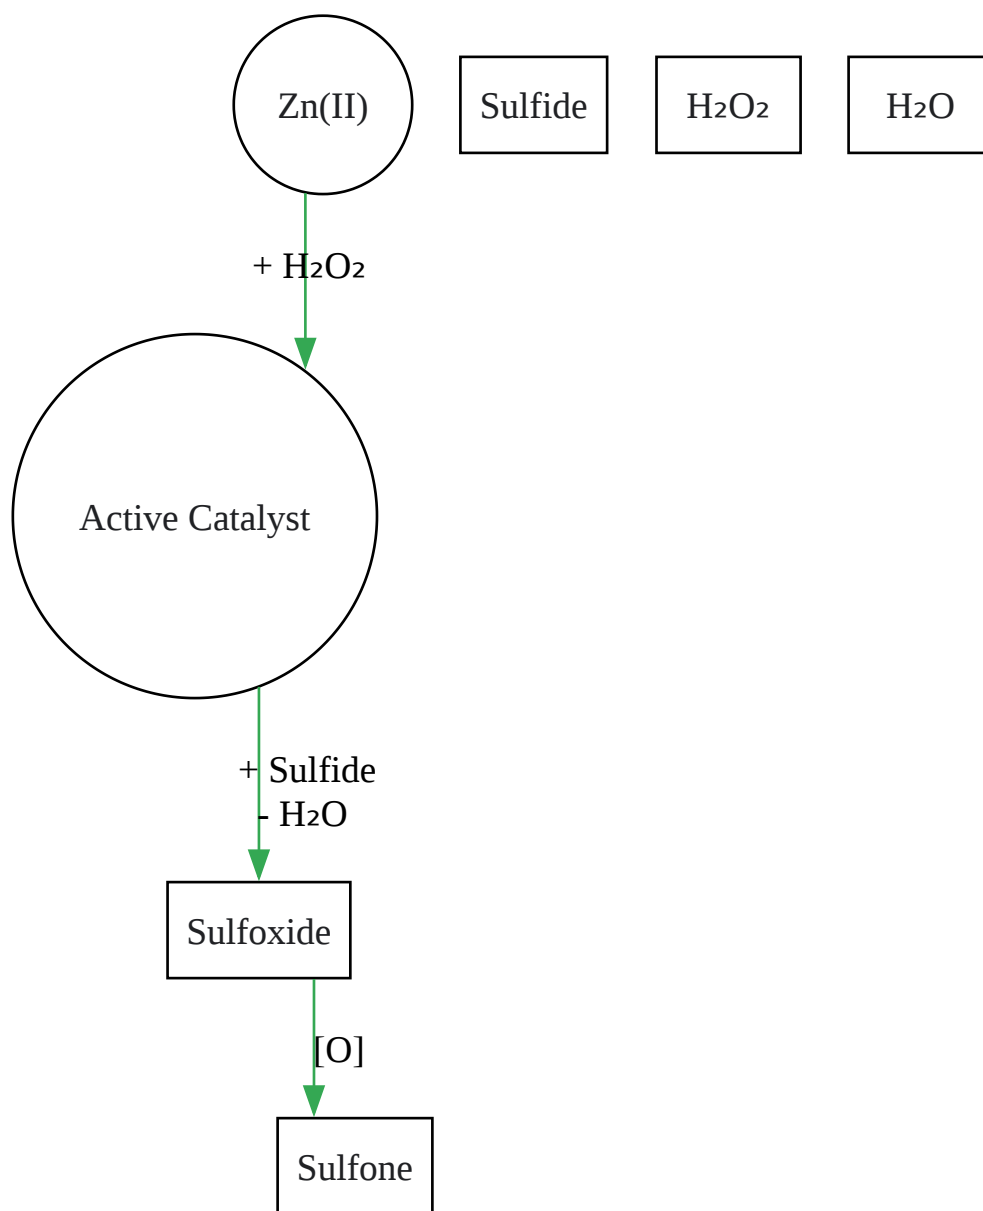 Zn(II)
Sulfide
H₂O₂
H₂O
+ H₂O₂
Active Catalyst
+ Sulfide
- H₂O
Sulfoxide
[O]
Sulfone